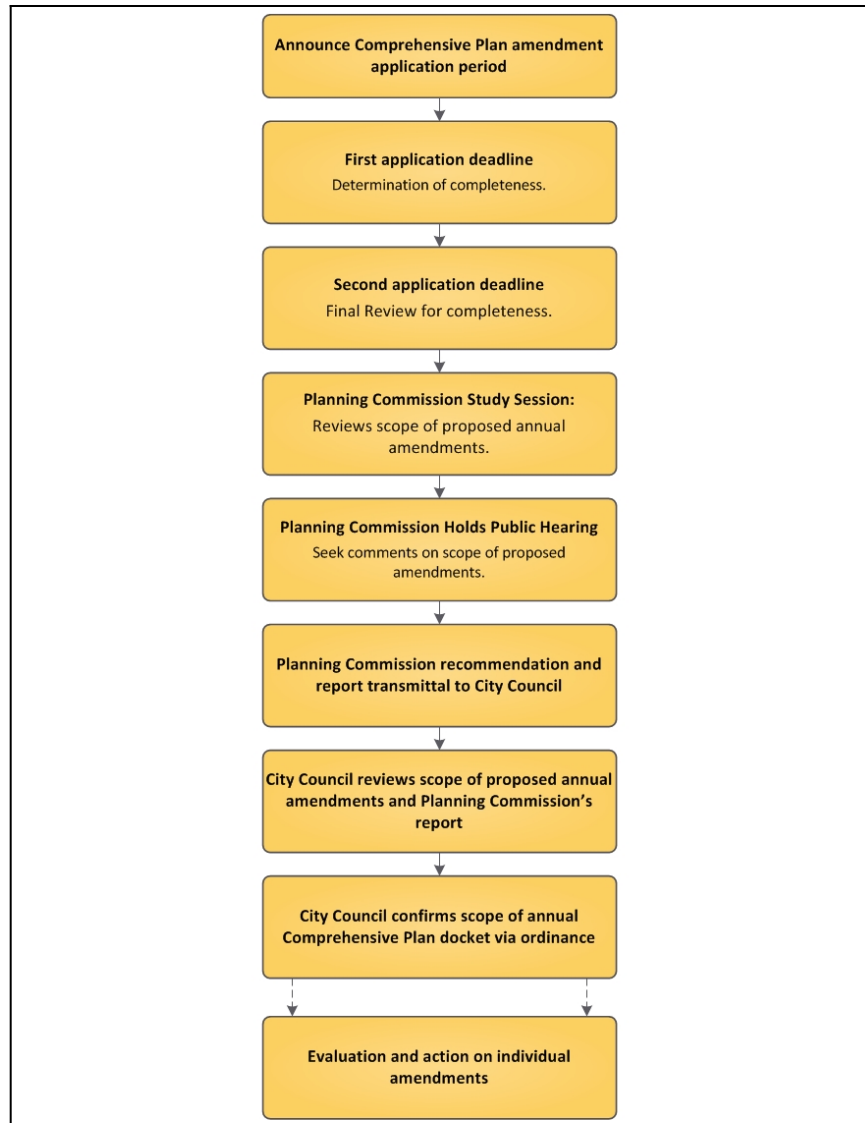 Announce Comprehensive Plan amendment
application period
First application deadline
Determination of completeness.
Second application deadline
Final Review for completeness.
Planning Commission Study Session:
Reviews scope of proposed annual
amendments.
Planning Commission Holds Public Hearing
Seek comments on scope of proposed
amendments.
Planning Commission recommendation and
report transmittal to City Council
City Council reviews scope of proposed annual
amendments and Planning Commission’s
report
City Council confirms scope of annual
Comprehensive Plan docket via ordinance
Evaluation and action on individual
amendments